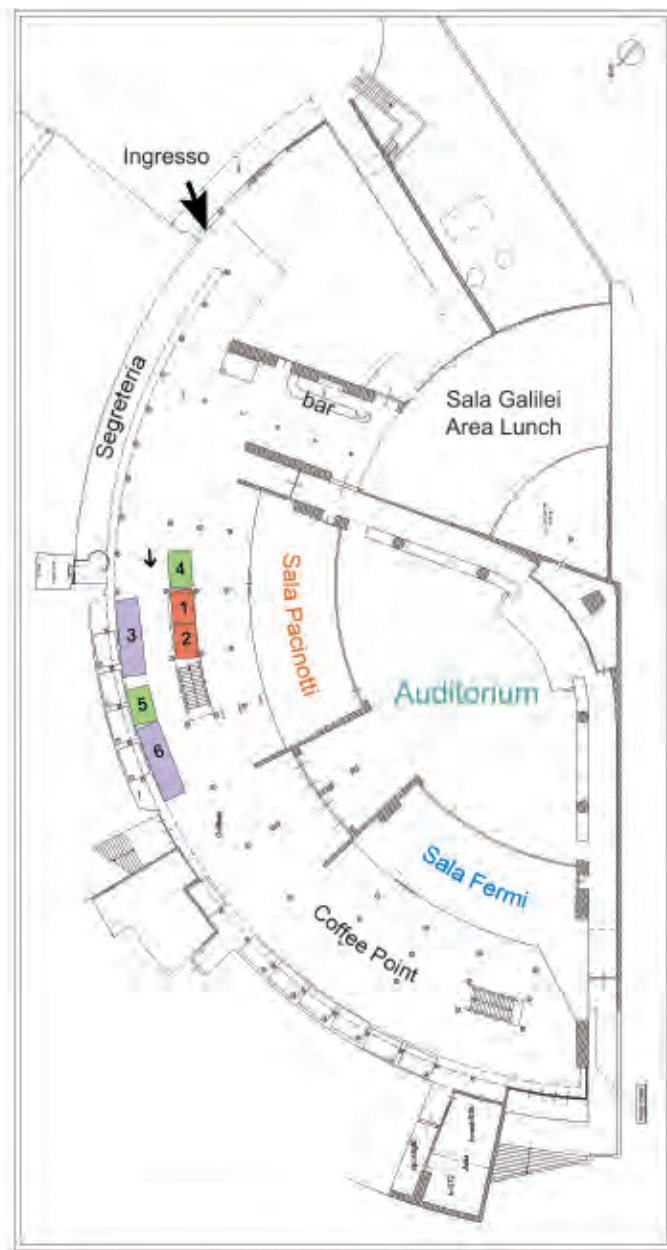 Ingresso
Segreteria
bar
Sala Galilei
Area Lunch
4
1
2
3
5
6
Sala Pacinotti
Auditorium
Sala Fermi
Coffee Point